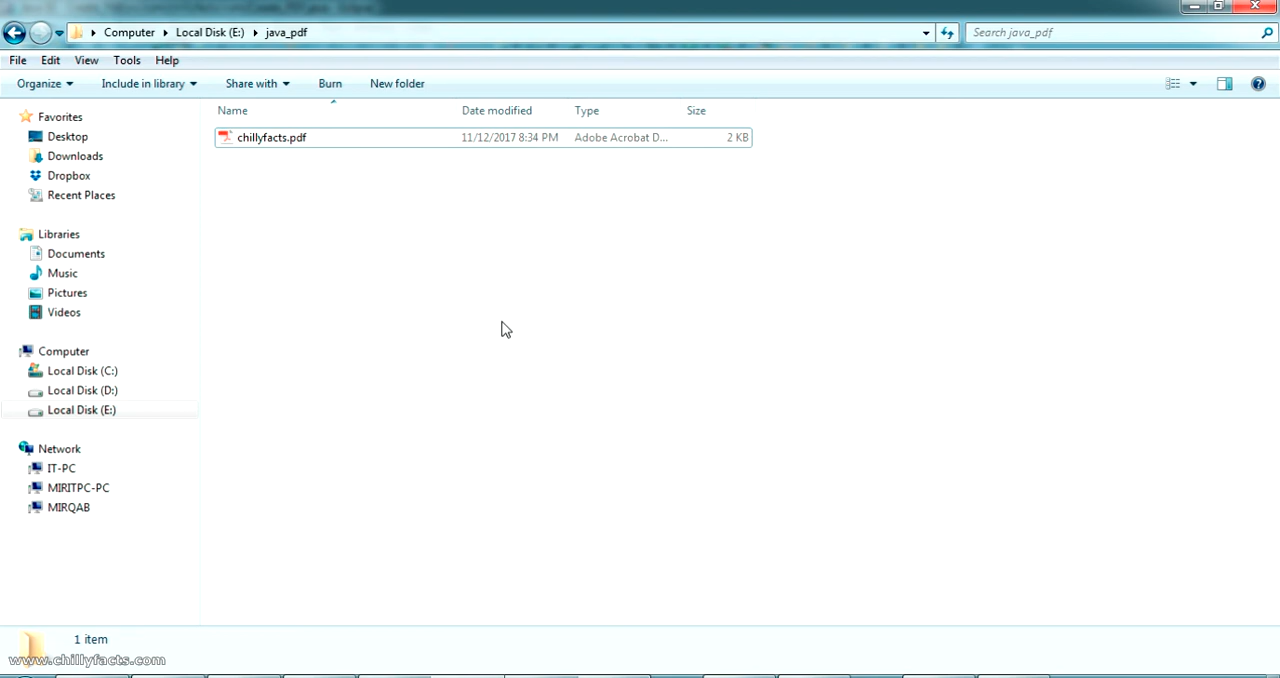 Computer Local Disk (E:) java_pdf Search java_pdf
File Edit View Tools Help
Organize Include in library Share with Burn New folder
Name Date modified Type Size
chillyfacts.pdf 11/12/2017 8:34 PM Adobe Acrobat D... 2 KB
Favorites
Desktop
Downloads
Dropbox
Recent Places
Libraries
Documents
Music
Pictures
Videos
Computer
Local Disk (C:)
Local Disk (D:)
Local Disk (E:)
Network
IT-PC
MIRITPC-PC
MIRQAB
1 item
www.chillyfacts.com